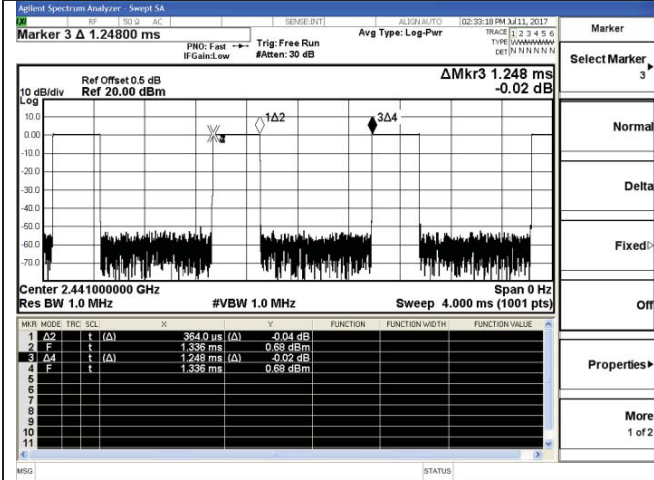 Agilent Spectrum Analyzer - Swept SA
LXI RF 50 Ω AC SENSE:INT ALIGN AUTO 02:33:18 PM Jul 11, 2017
Marker 3 Δ 1.24800 ms
Avg Type: Log-Pwr
TRACE 1 2 3 4 5 6
TYPE WWWWWW
DET N N N N N N
PNO: Fast
IFGain:Low
Trig: Free Run
#Atten: 30 dB
Marker
Select Marker
3
Normal
Delta
Fixed
Off
Properties
More
1 of 2
Ref Offset 0.5 dB
10 dB/div Ref 20.00 dBm
ΔMkr3 1.248 ms
-0.02 dB
Log
10.0
0.00
-10.0
-20.0
-30.0
-40.0
-50.0
-60.0
-70.0
1Δ2
3Δ4
Center 2.441000000 GHz
Span 0 Hz
Res BW 1.0 MHz
#VBW 1.0 MHz
Sweep 4.000 ms (1001 pts)
MKR MODE TRC SCL X Y FUNCTION FUNCTION WIDTH FUNCTION VALUE
1 Δ2 t (Δ) 364.0 µs (Δ) -0.04 dB
2 F t 1.336 ms 0.68 dBm
3 Δ4 t (Δ) 1.248 ms (Δ) -0.02 dB
4 F t 1.336 ms 0.68 dBm
5
6
7
8
9
10
11
MSG
STATUS